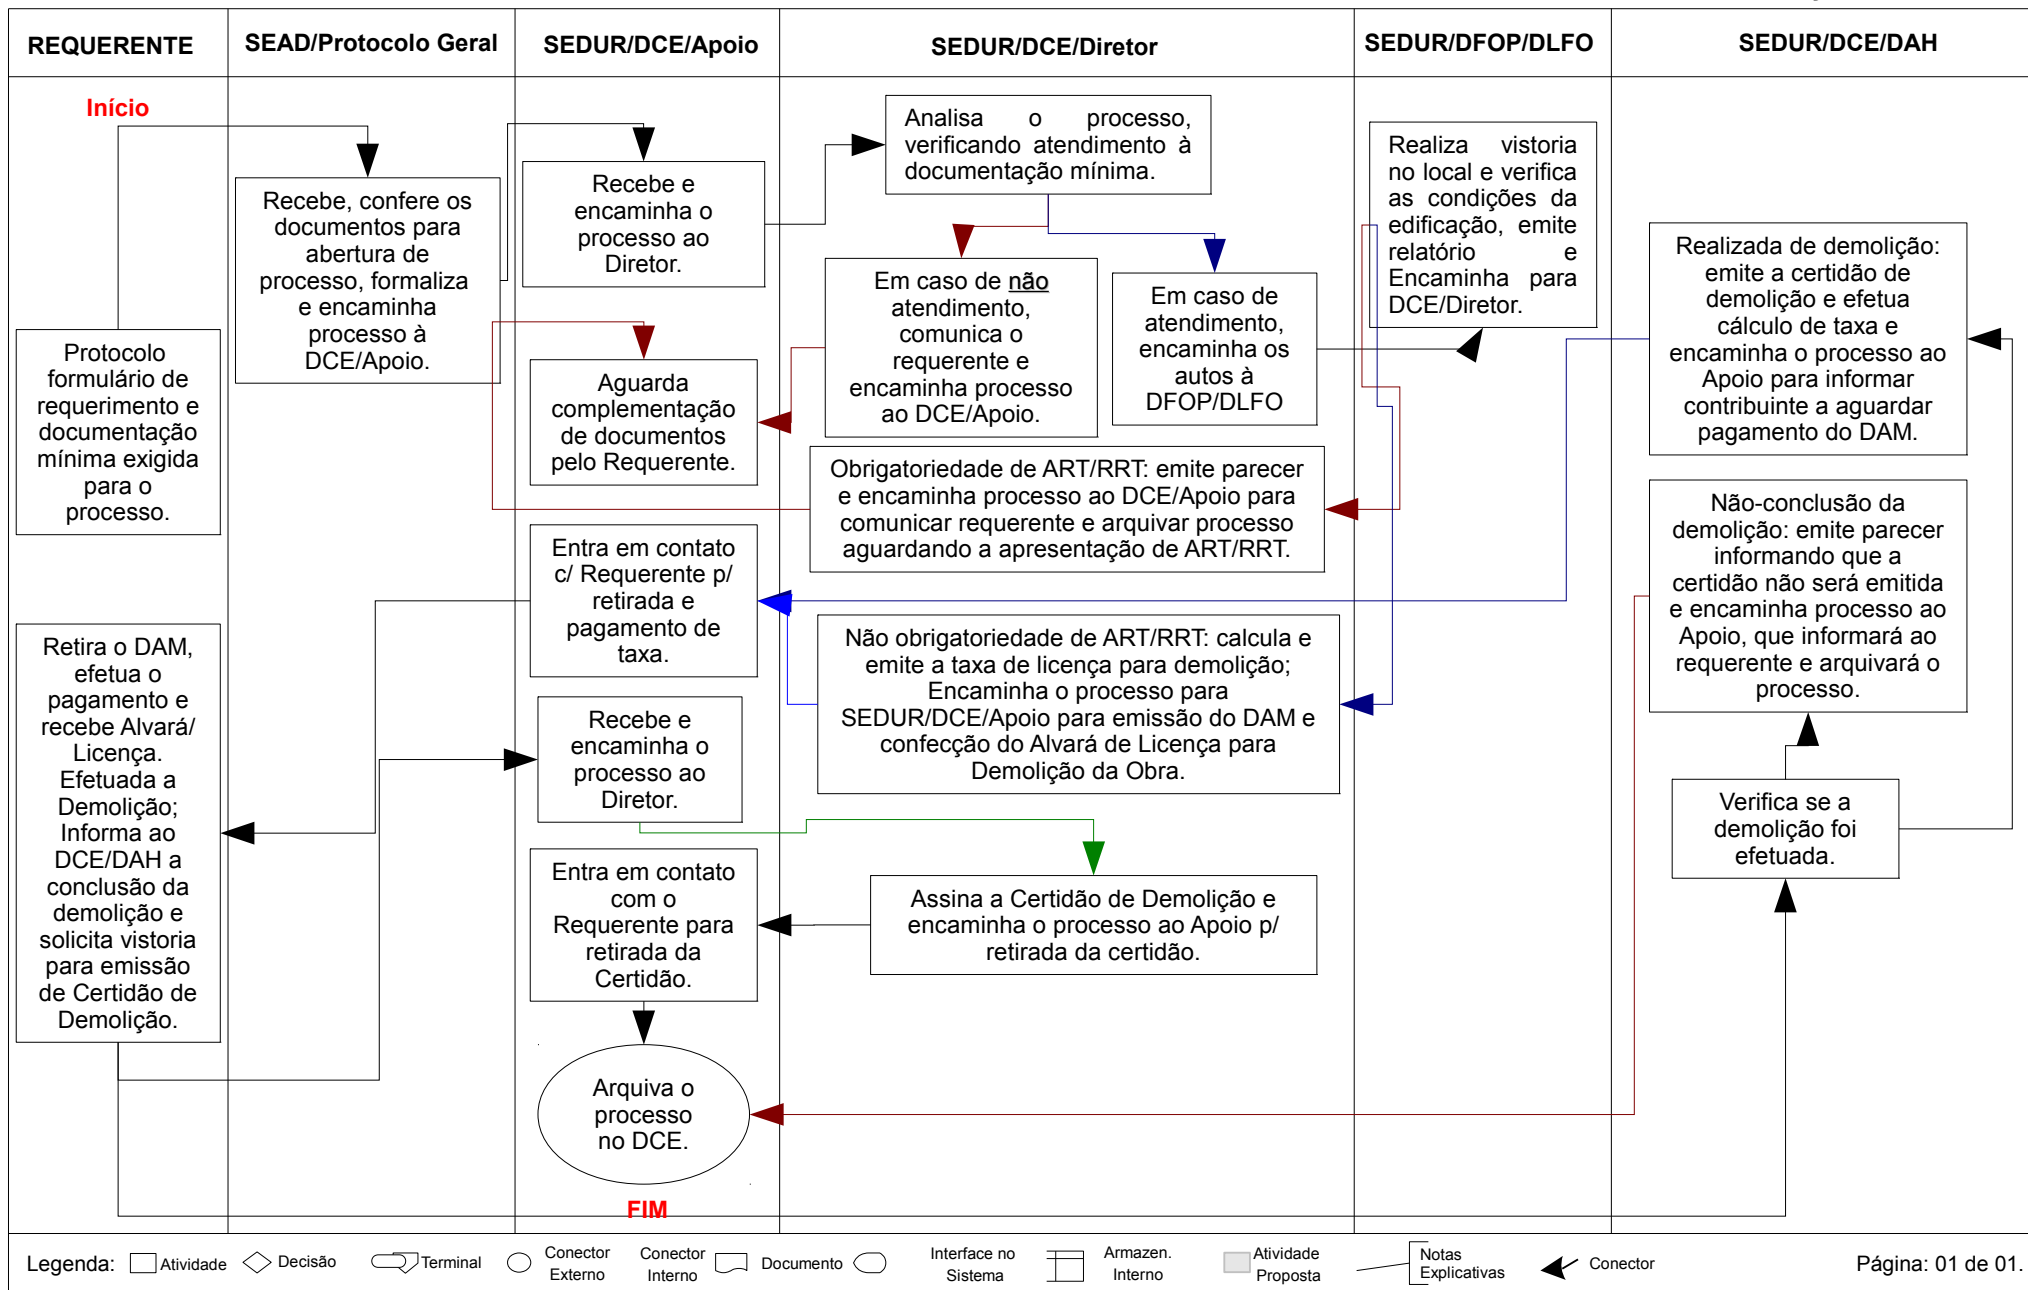 REQUERENTE
SEAD/Protocolo Geral
SEDUR/DCE/Apoio
SEDUR/DCE/Diretor
SEDUR/DFOP/DLFO
SEDUR/DCE/DAH
Início
Protocolo
formulário de
requerimento e
documentação
mínima exigida
para o
processo.
Retira o DAM,
efetua o
pagamento e
recebe Alvará/
Licença.
Efetuada a
Demolição;
Informa ao
DCE/DAH a
conclusão da
demolição e
solicita vistoria
para emissão
de Certidão de
Demolição.
Recebe, confere os
documentos para
abertura de
processo, formaliza
e encaminha
processo à
DCE/Apoio.
Recebe e
encaminha o
processo ao
Diretor.
Aguarda
complementação
de documentos
pelo Requerente.
Entra em contato
c/ Requerente p/
retirada e
pagamento de
taxa.
Recebe e
encaminha o
processo ao
Diretor.
Entra em contato
com o
Requerente para
retirada da
Certidão.
Arquiva o
processo
no DCE.
FIM
Analisa o processo,
verificando atendimento à
documentação mínima.
Em caso de não
atendimento,
comunica o
requerente e
encaminha processo
ao DCE/Apoio.
Em caso de
atendimento,
encaminha os
autos à
DFOP/DLFO
Obrigatoriedade de ART/RRT: emite parecer
e encaminha processo ao DCE/Apoio para
comunicar requerente e arquivar processo
aguardando a apresentação de ART/RRT.
Não obrigatoriedade de ART/RRT: calcula e
emite a taxa de licença para demolição;
Encaminha o processo para
SEDUR/DCE/Apoio para emissão do DAM e
confecção do Alvará de Licença para
Demolição da Obra.
Assina a Certidão de Demolição e
encaminha o processo ao Apoio p/
retirada da certidão.
Realiza vistoria
no local e verifica
as condições da
edificação, emite
relatório e
Encaminha para
DCE/Diretor.
Realizada de demolição:
emite a certidão de
demolição e efetua
cálculo de taxa e
encaminha o processo ao
Apoio para informar
contribuinte a aguardar
pagamento do DAM.
Não-conclusão da
demolição: emite parecer
informando que a
certidão não será emitida
e encaminha processo ao
Apoio, que informará ao
requerente e arquivará o
processo.
Verifica se a
demolição foi
efetuada.
Legenda:
Atividade
Decisão
Terminal
Conector
Externo
Conector
Interno
Documento
Interface no
Sistema
Armazen.
Interno
Atividade
Proposta
Notas
Explicativas
Conector
Página: 01 de 01.